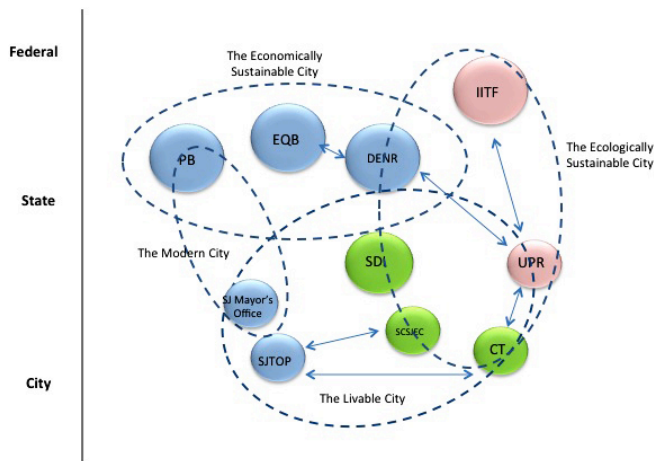 Federal
The Economically
Sustainable City
IITF
EQB
PB
DENR
The Ecologically
Sustainable City
State
The Modern City
SD
UPR
SJ Mayor's
Office
SCSJEC
SJTOP
CT
City
The Livable City